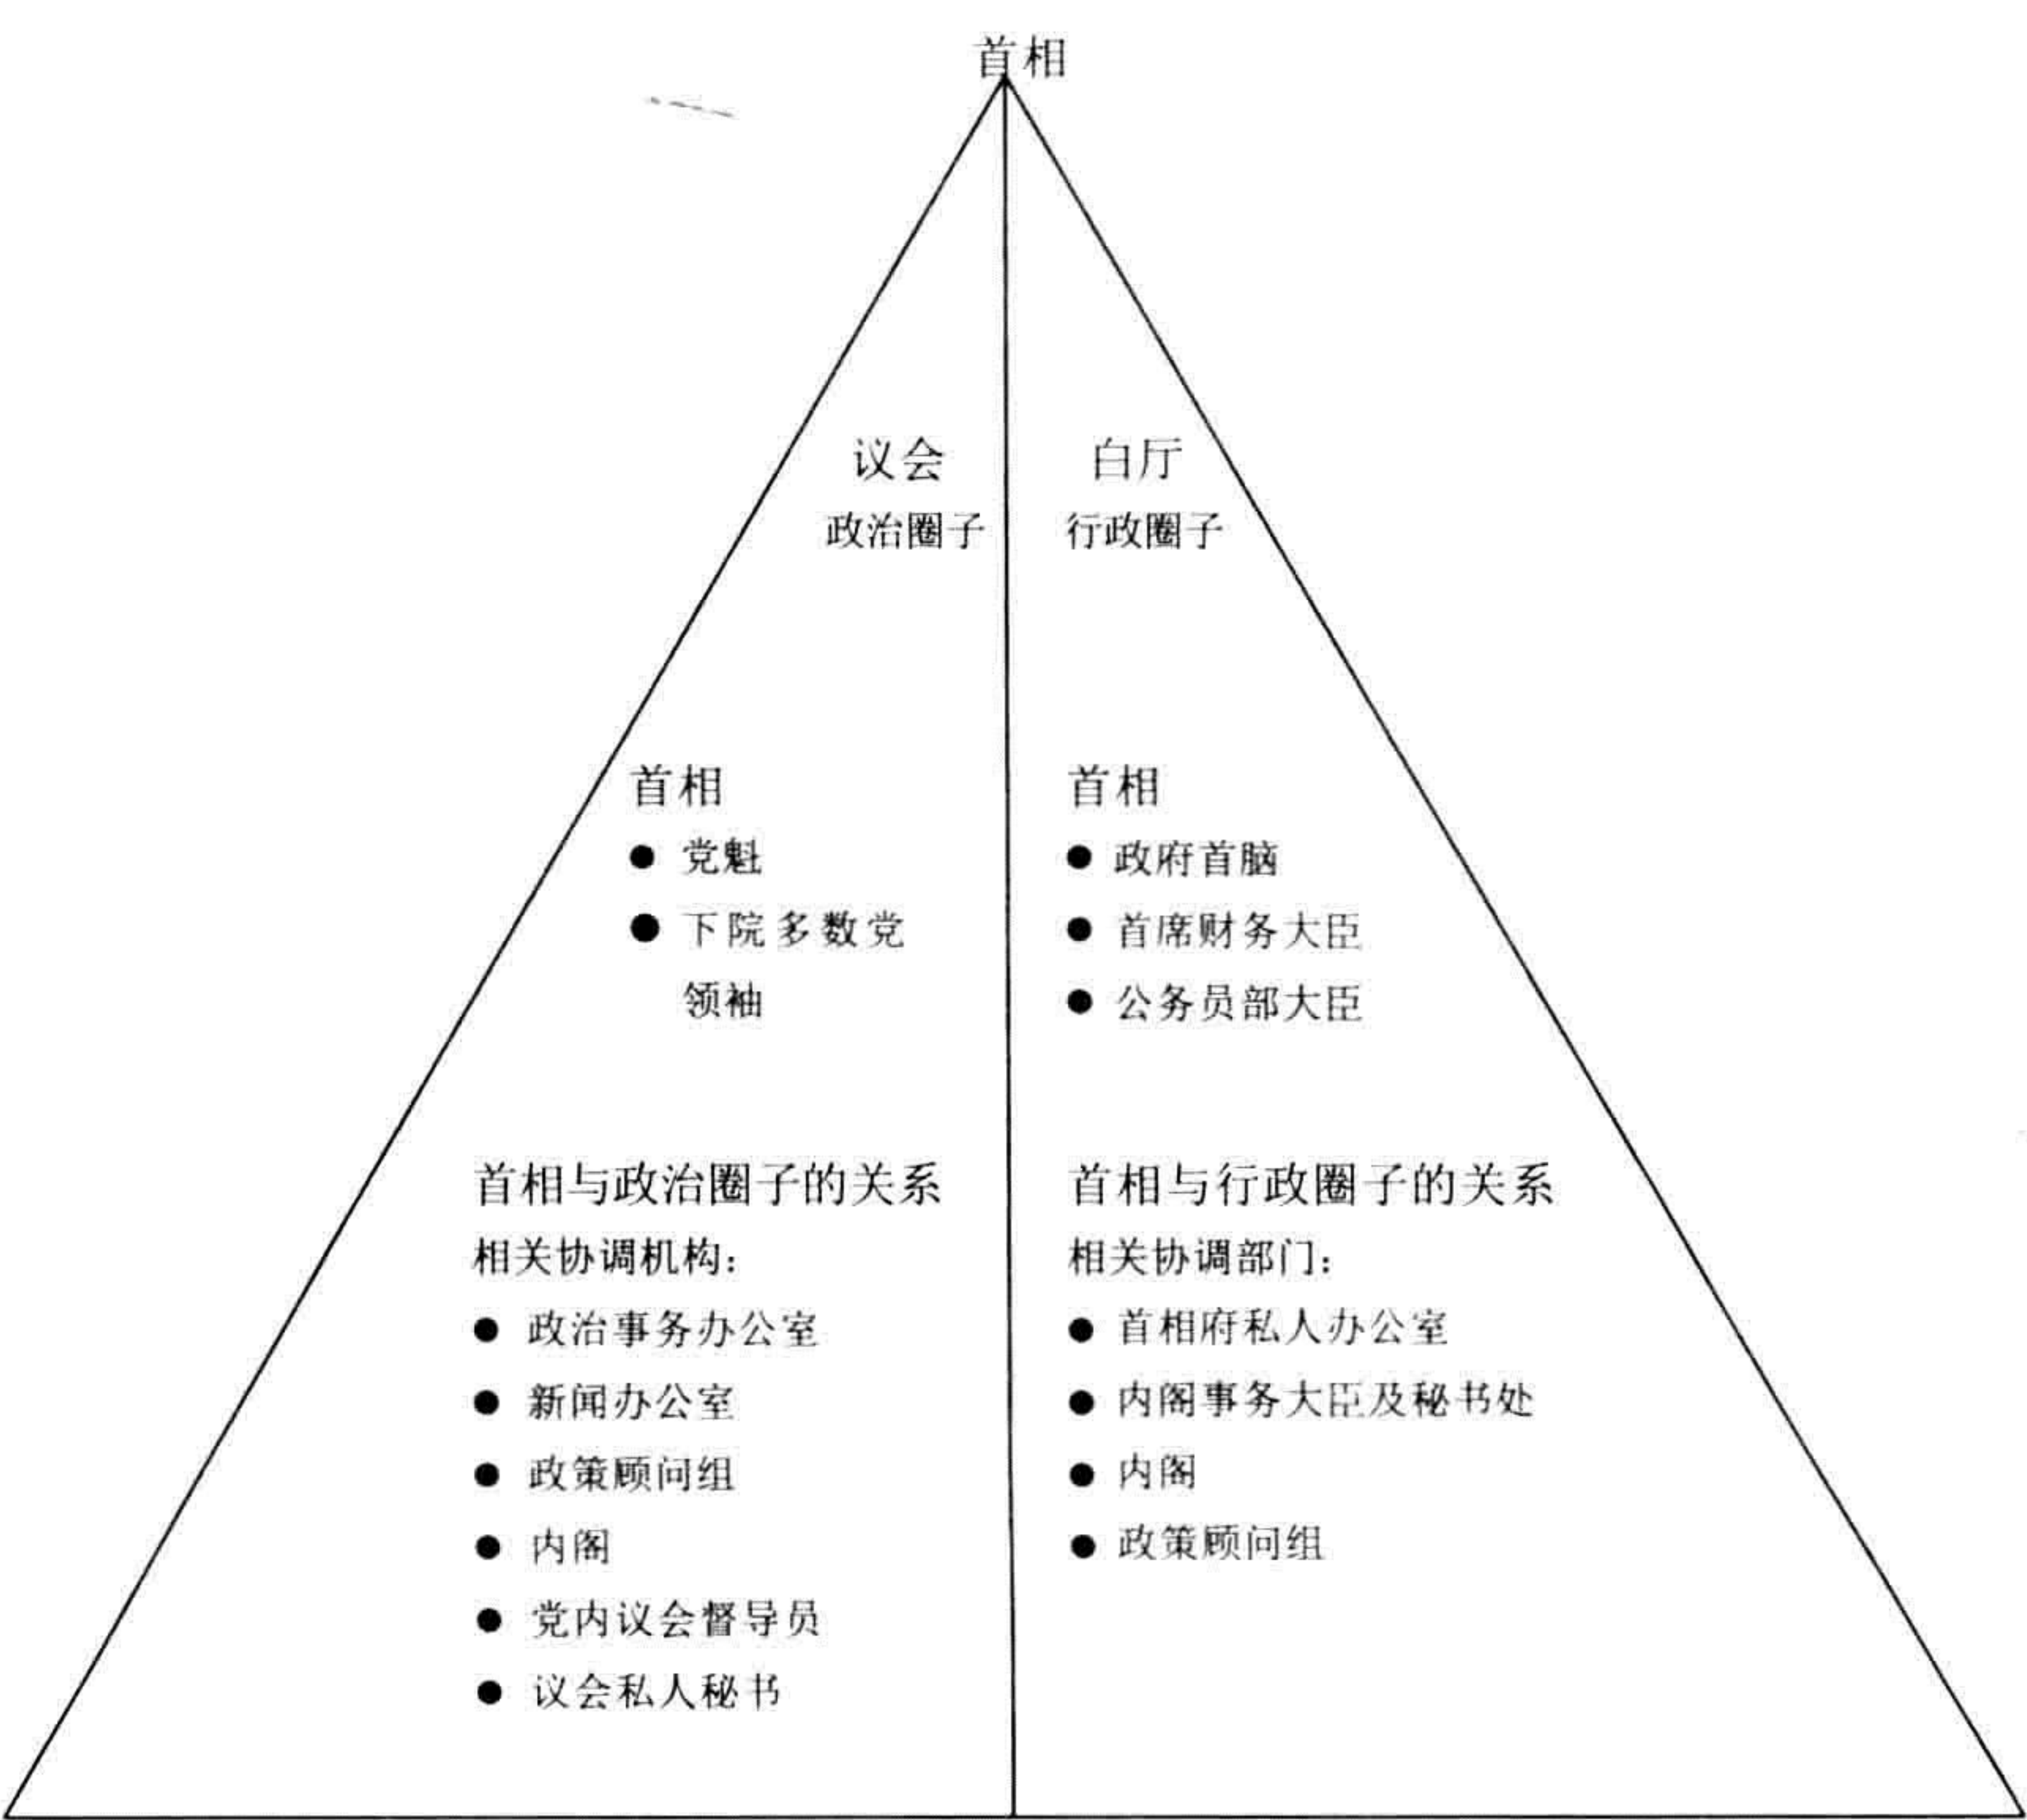 首相
议会
政治圈子
首相
● 党魁
● 下院多数党
领袖
首相与政治圈子的关系
相关协调机构：
● 政治事务办公室
● 新闻办公室
● 政策顾问组
● 内阁
● 党内议会督导员
● 议会私人秘书
白厅
行政圈子
首相
● 政府首脑
● 首席财务大臣
● 公务员部大臣
首相与行政圈子的关系
相关协调部门：
● 首相府私人办公室
● 内阁事务大臣及秘书处
● 内阁
● 政策顾问组